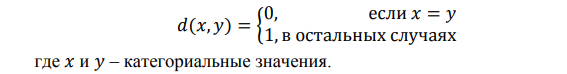 d(x, y) = {0, если x = y
1, в остальных случаях
где x и y – категориальные значения.